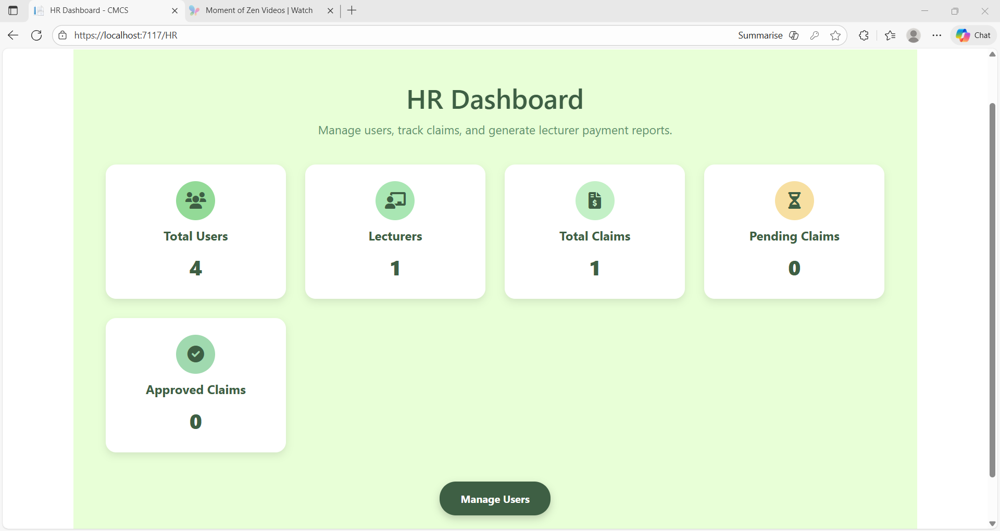 HR Dashboard - CMCS
Moment of Zen Videos | Watch
https://localhost:7117/HR
Summarise
Chat
HR Dashboard
Manage users, track claims, and generate lecturer payment reports.
Total Users
4
Lecturers
1
$
Total Claims
1
Pending Claims
0
Approved Claims
0
Manage Users